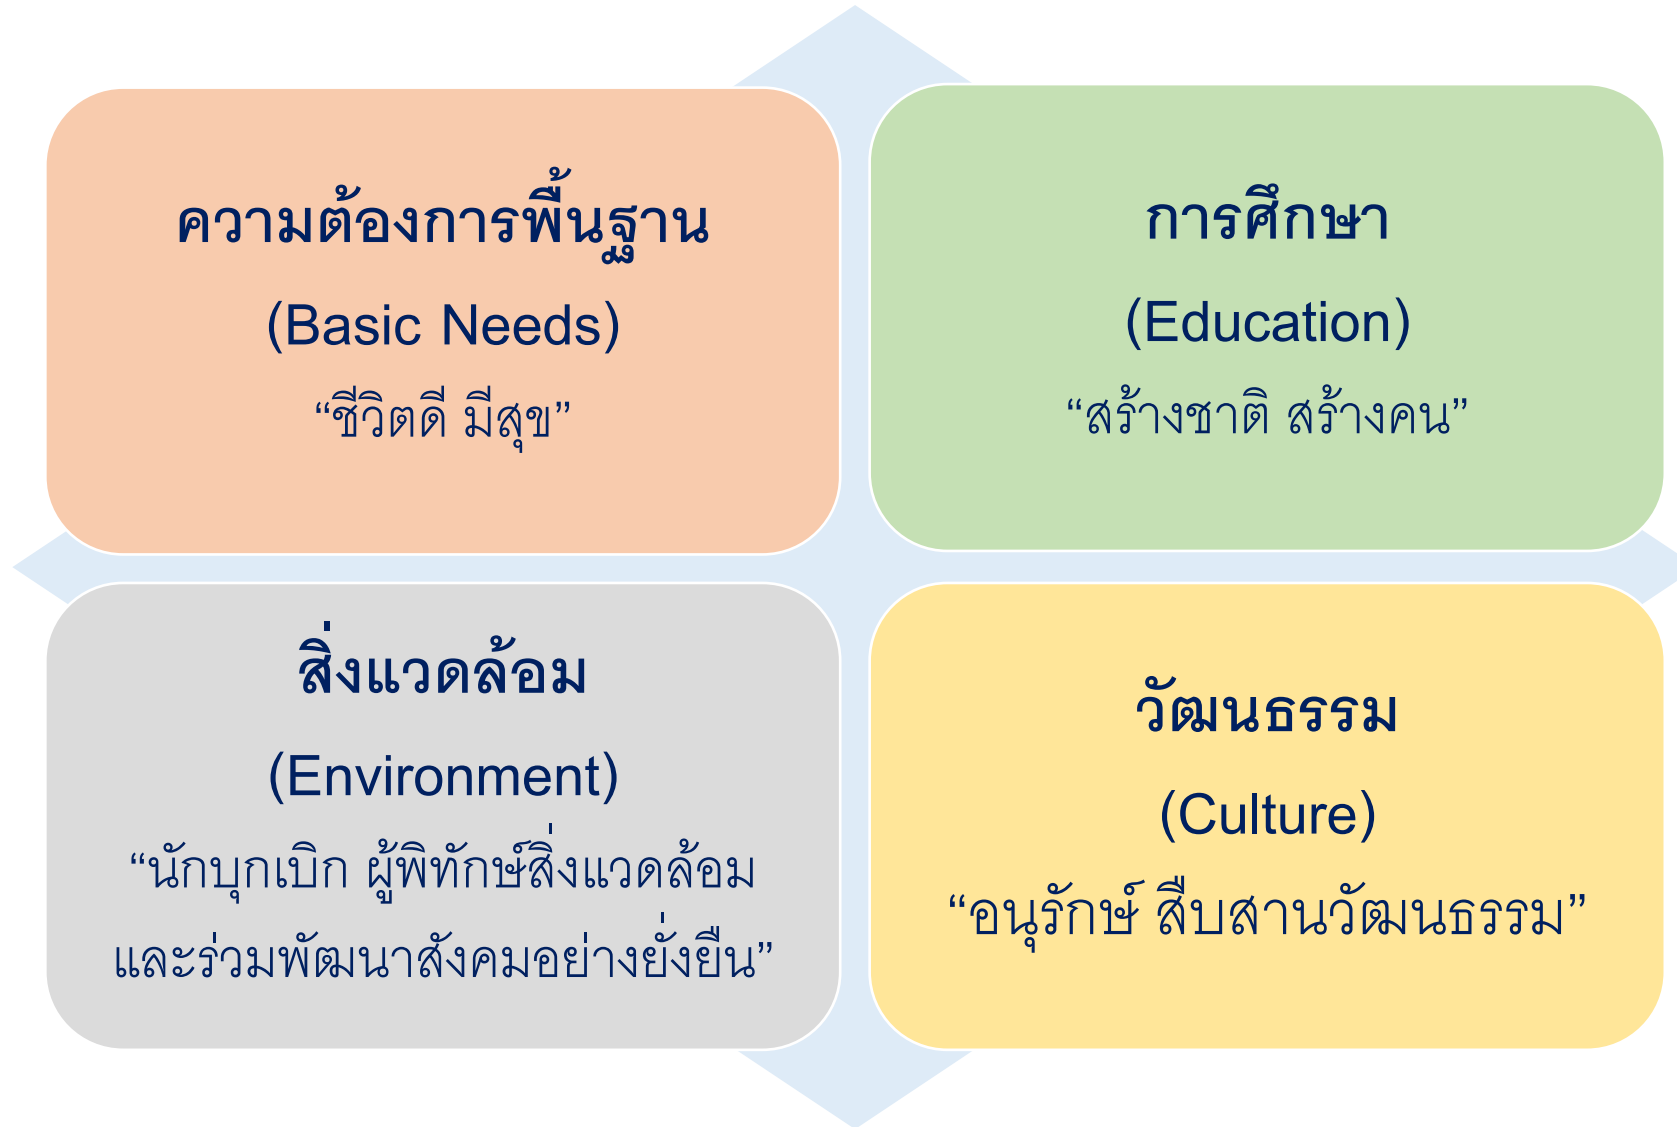 ความต้องการพื้นฐาน
(Basic Needs)
“ชีวิตดี มีสุข”
การศึกษา
(Education)
“สร้างชาติ สร้างคน”
สิ่งแวดล้อม
(Environment)
“นักบุกเบิก ผู้พิทักษ์สิ่งแวดล้อม
และร่วมพัฒนาสังคมอย่างยั่งยืน”
วัฒนธรรม
(Culture)
“อนุรักษ์ สืบสานวัฒนธรรม”